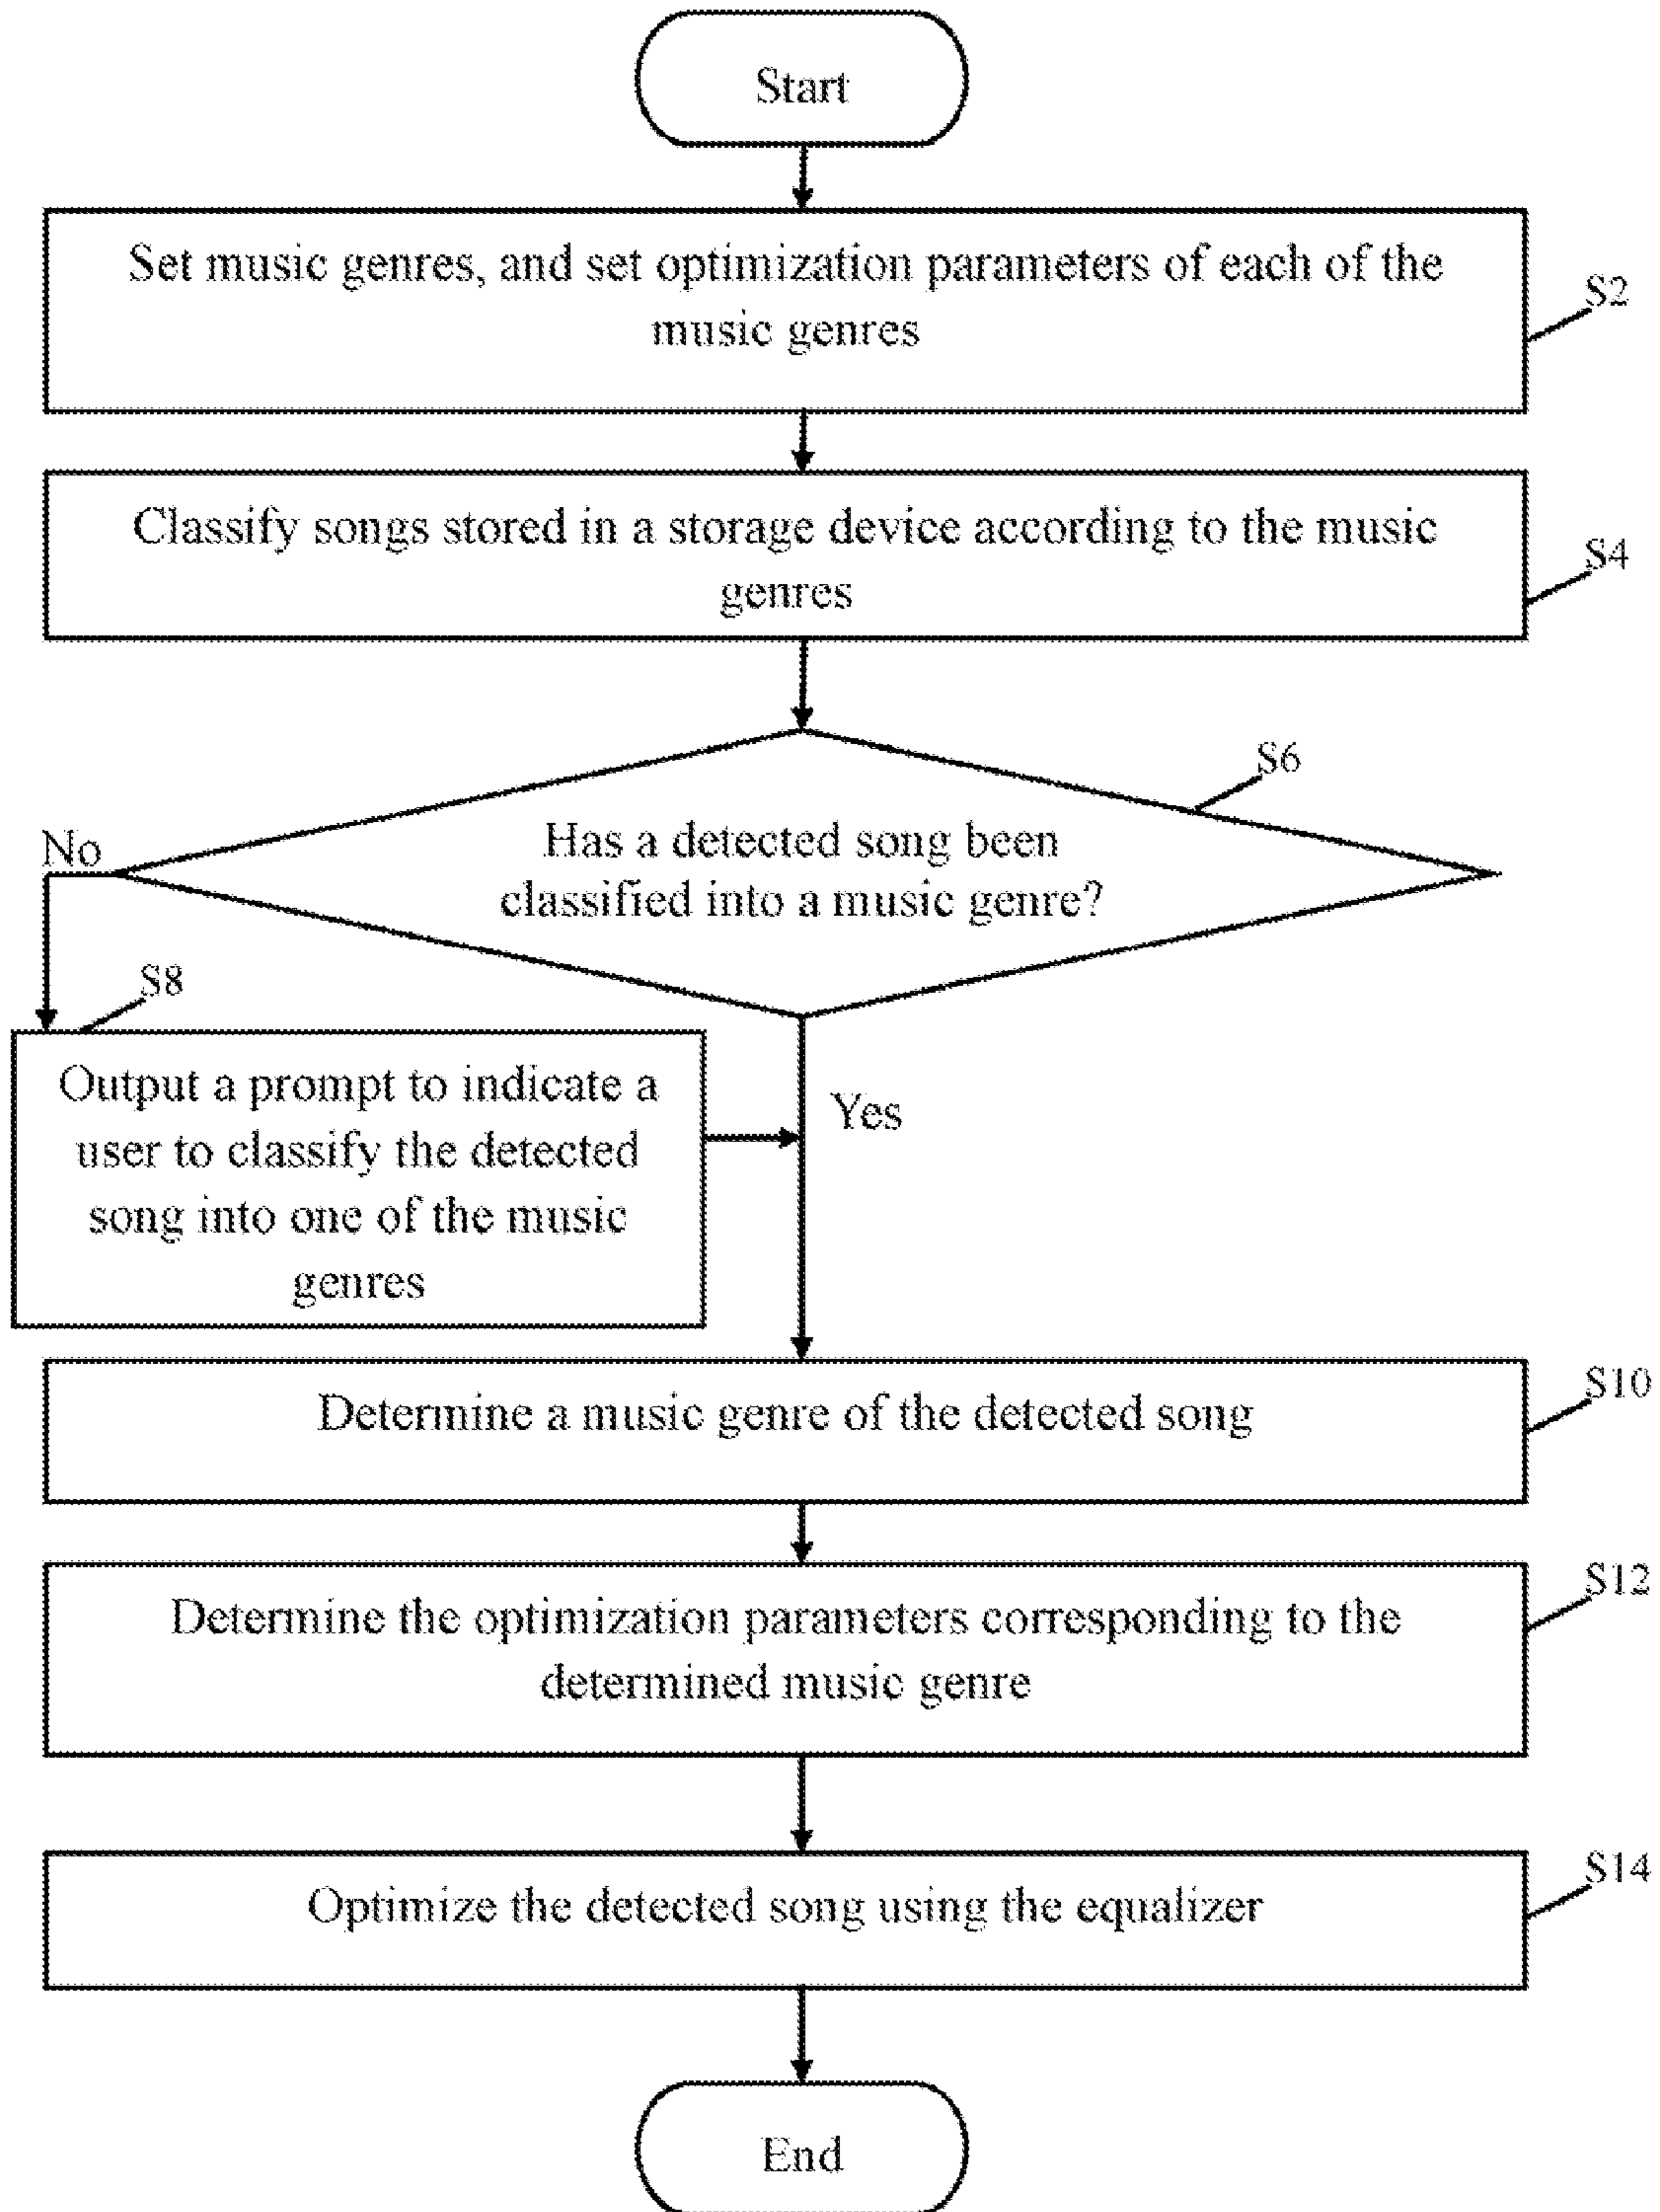 Start
Set music genres, and set optimization parameters of each of the
music genres
S2
Classify songs stored in a storage device according to the music
genres
S4
S6
Has a detected song been
classified into a music genre?
No
S8
Output a prompt to indicate a
user to classify the detected
song into one of the music
genres
Yes
Determine a music genre of the detected song
S10
Determine the optimization parameters corresponding to the
determined music genre
S12
Optimize the detected song using the equalizer
S14
End